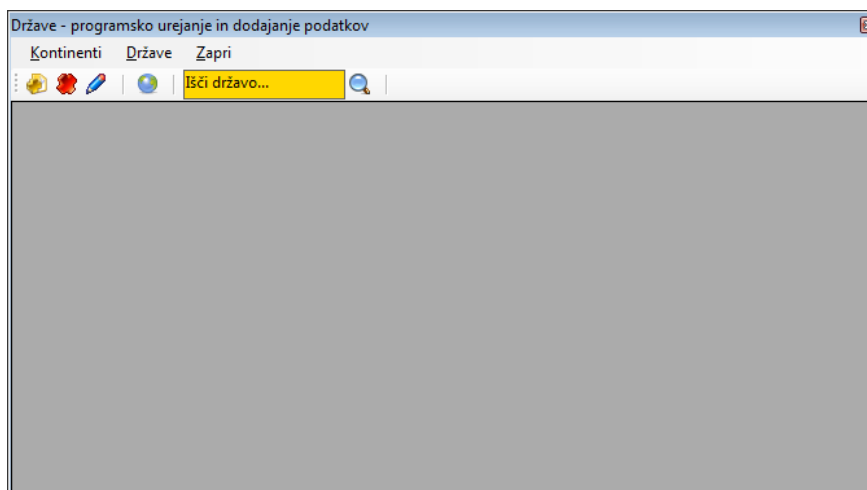 Države - programsko urejanje in dodajanje podatkov
Kontinenti Države Zapri
Išči državo...